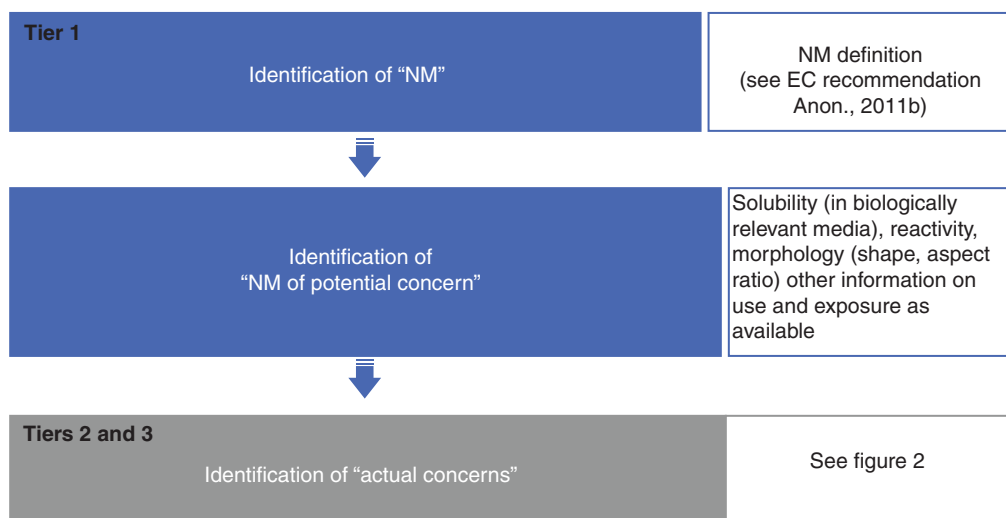 Tier 1
Identification of “NM”
NM definition
(see EC recommendation
Anon., 2011b)
Identification of
“NM of potential concern”
Solubility (in biologically
relevant media), reactivity,
morphology (shape, aspect
ratio) other information on
use and exposure as
available
Tiers 2 and 3
Identification of “actual concerns”
See figure 2